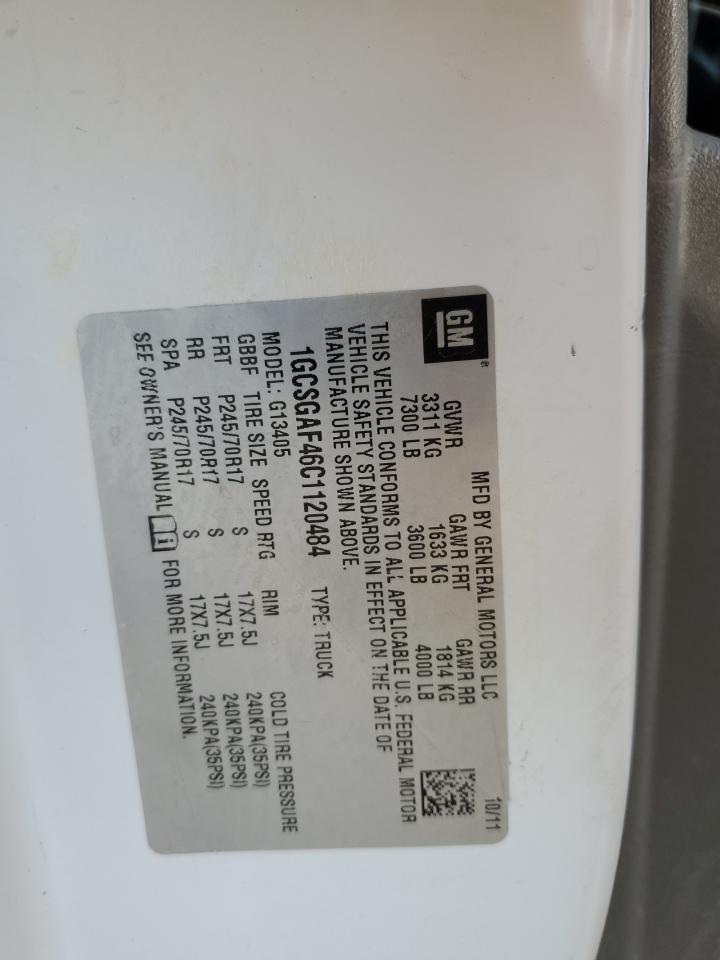 GM®
MFD BY GENERAL MOTORS LLC 10/11
GVWR GAWR FRT GAWR RR
3311 KG 1633 KG 1814 KG
7300 LB 3600 LB 4000 LB
THIS VEHICLE CONFORMS TO ALL APPLICABLE U.S. FEDERAL MOTOR
VEHICLE SAFETY STANDARDS IN EFFECT ON THE DATE OF
MANUFACTURE SHOWN ABOVE.
1GCSGAF46C1120484 TYPE: TRUCK
MODEL: G13405
GBBF TIRE SIZE SPEED RTG RIM COLD TIRE PRESSURE
FRT P245/70R17 S 17X7.5J 240KPA(35PSI)
RR P245/70R17 S 17X7.5J 240KPA(35PSI)
SPA P245/70R17 S 17X7.5J 240KPA(35PSI)
SEE OWNER'S MANUAL i FOR MORE INFORMATION.